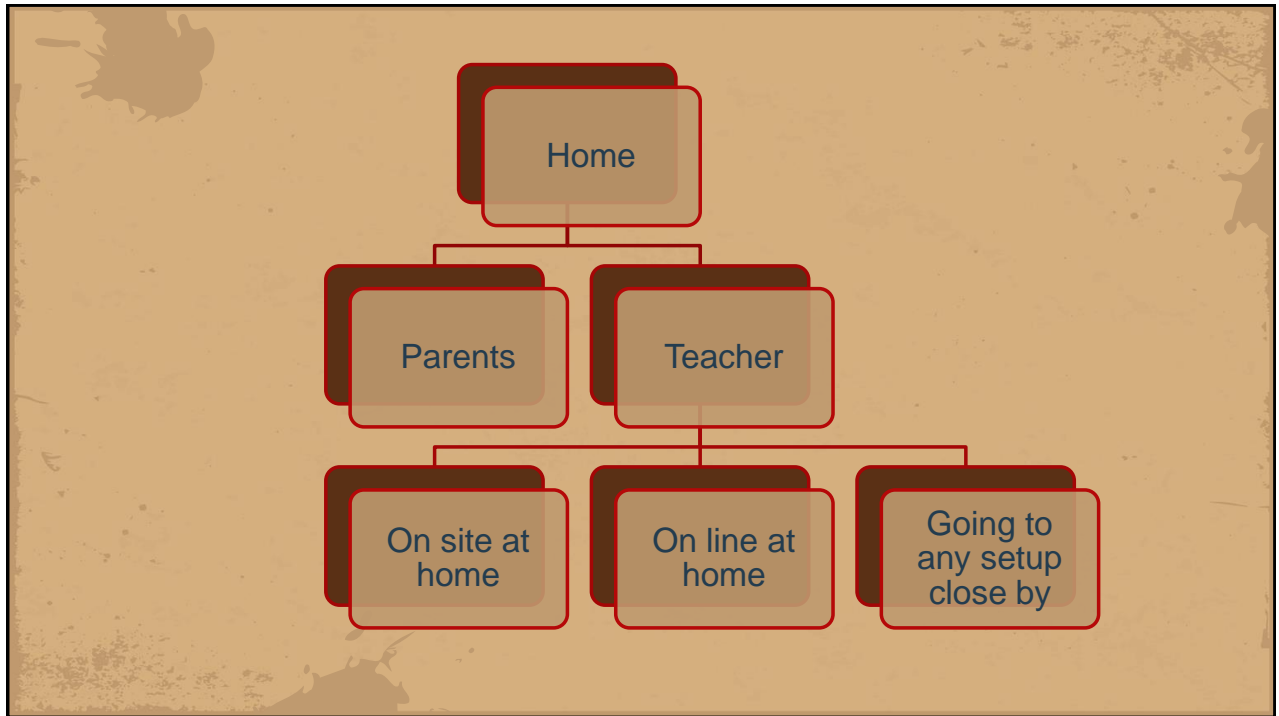 Home
Parents
Teacher
On site at
home
On line at
home
Going to
any setup
close by